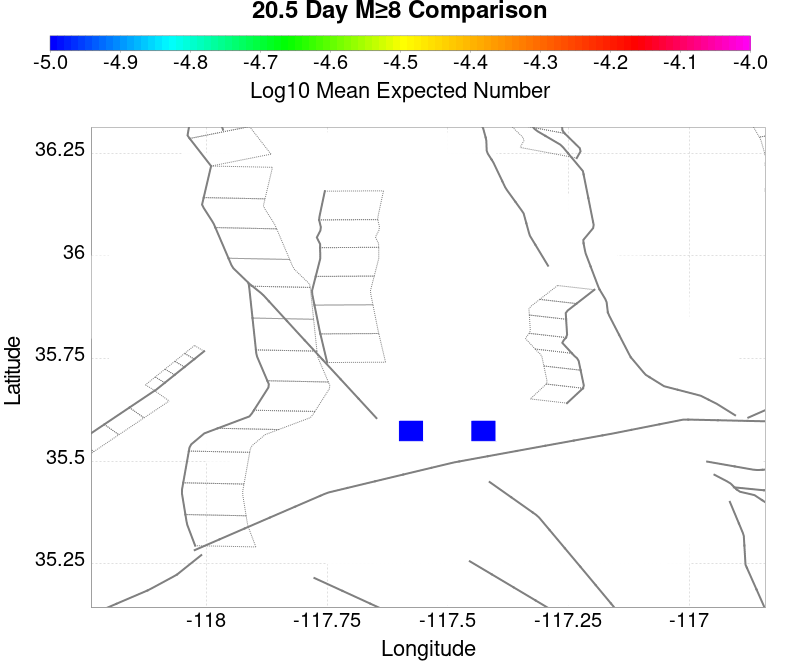 20.5 Day M≥8 Comparison
-5.0 -4.9 -4.8 -4.7 -4.6 -4.5 -4.4 -4.3 -4.2 -4.1 -4.0
Log10 Mean Expected Number
36.25
36
35.75
35.5
35.25
Latitude
-118 -117.75 -117.5 -117.25 -117
Longitude